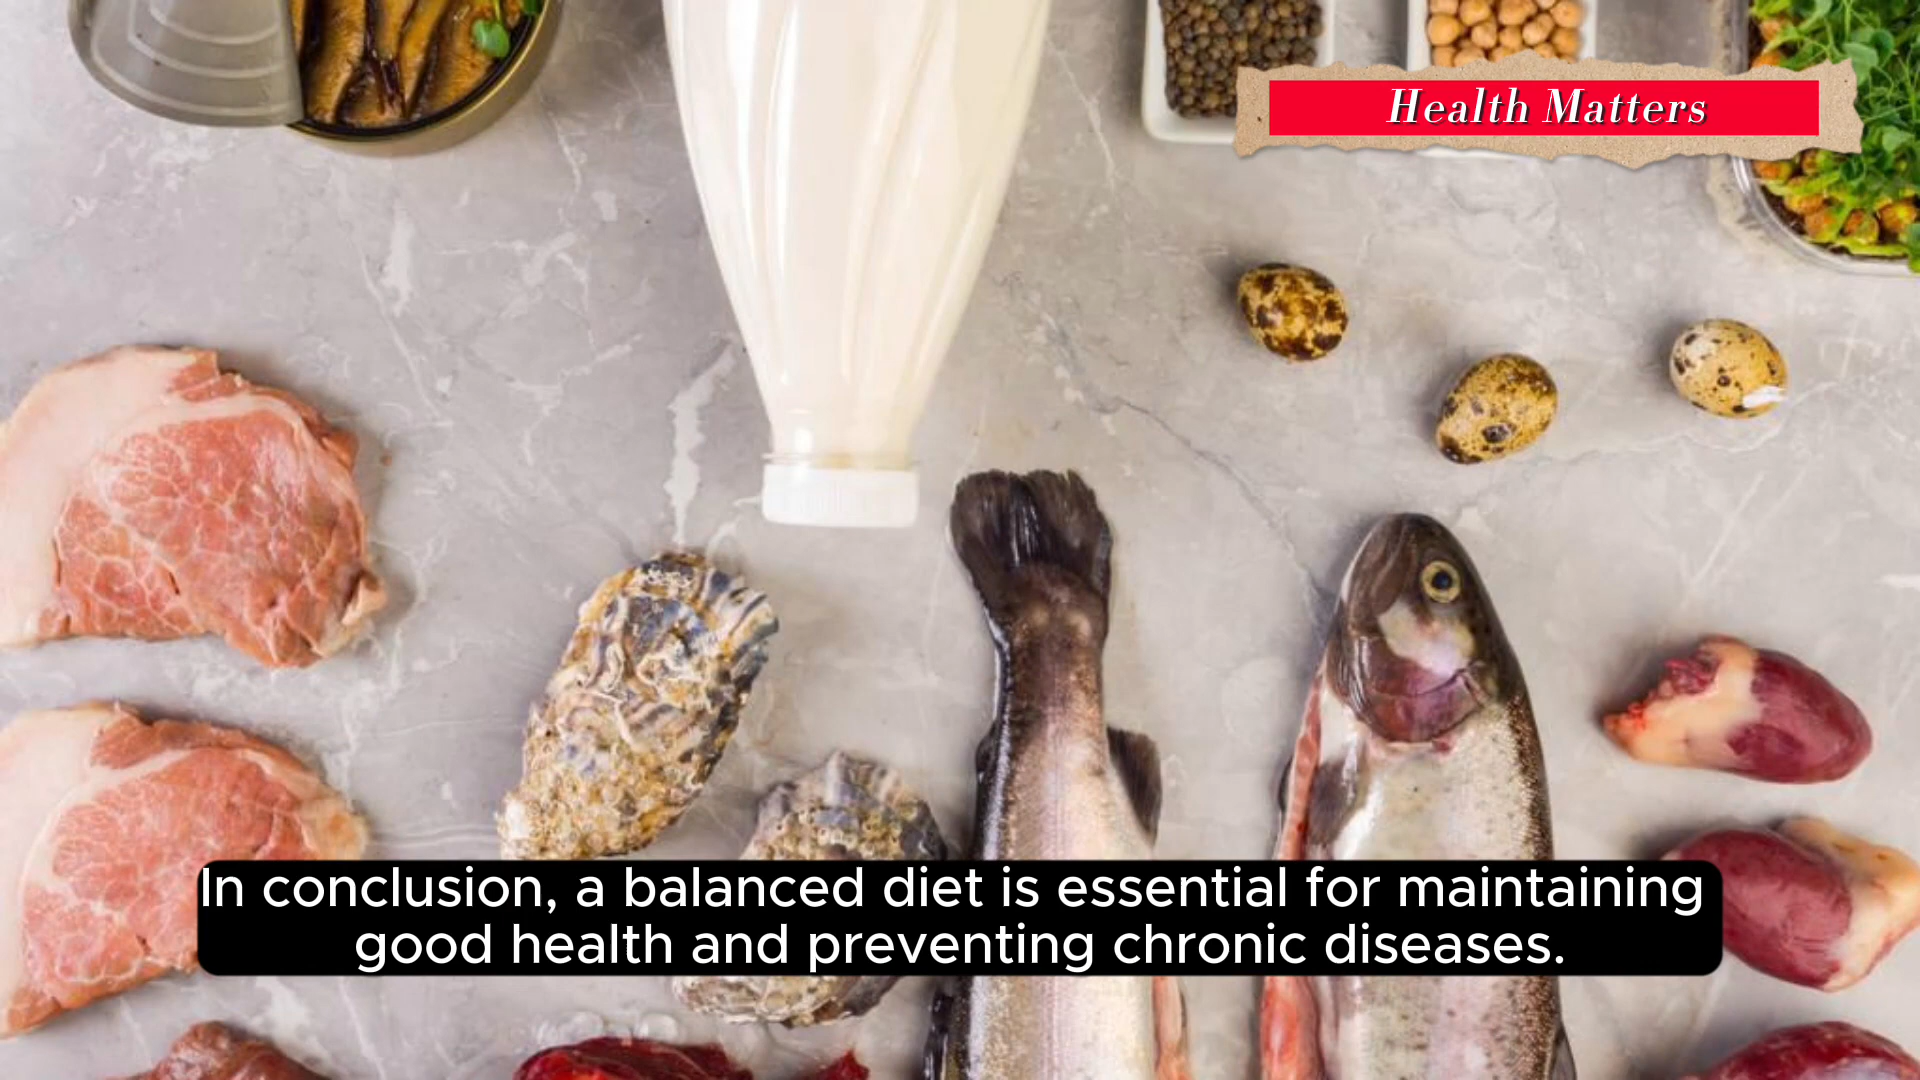 Health Matters
In conclusion, a balanced diet is essential for maintaining
good health and preventing chronic diseases.